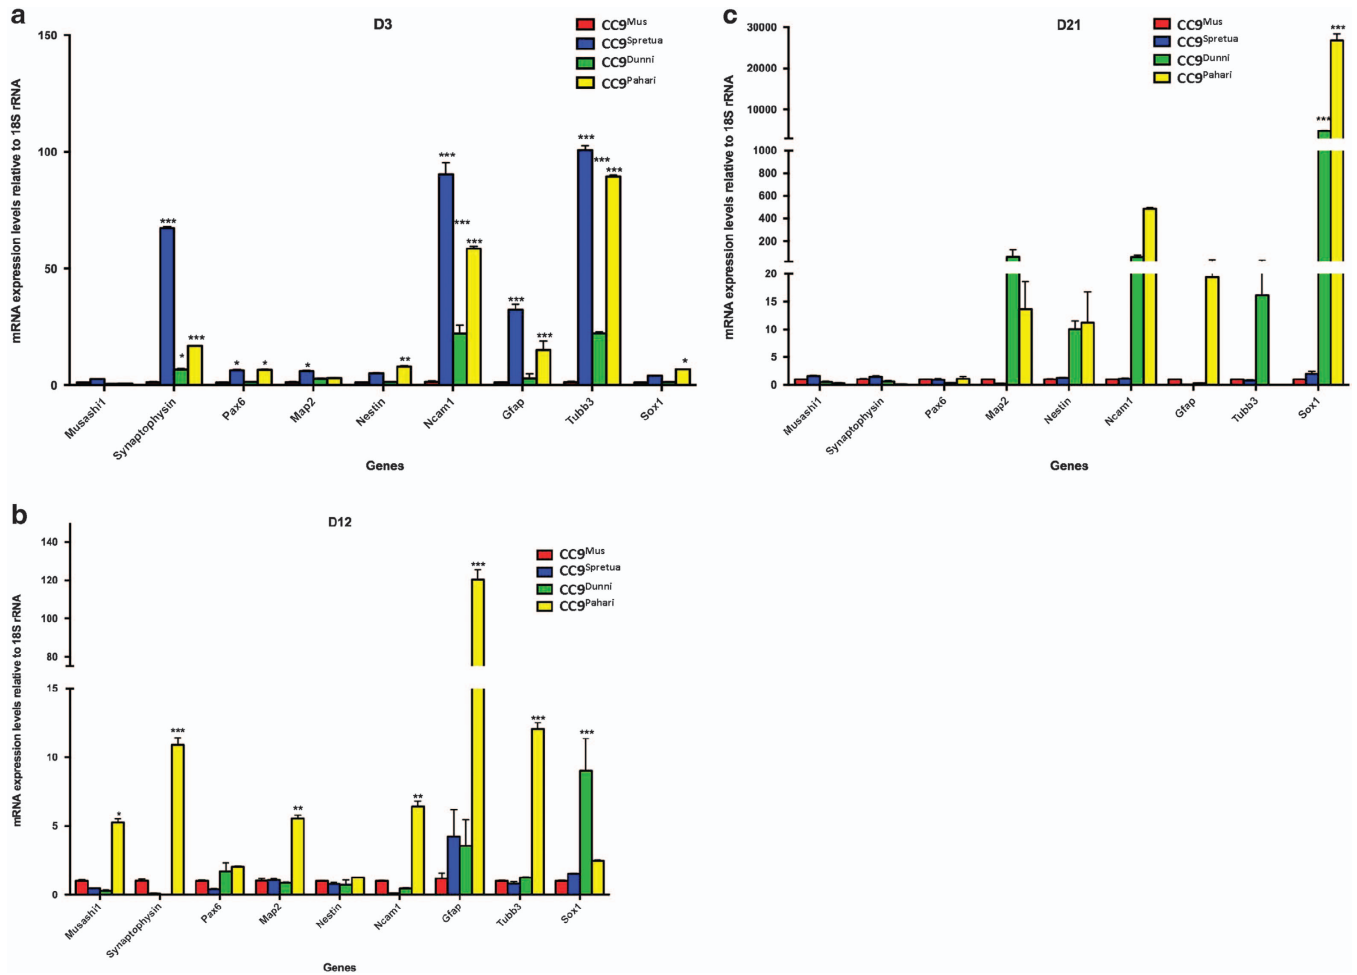 a
D3
CC9Mus
CC9Spretua
CC9Dunni
CC9Pahari
mRNA expression levels relative to 18S rRNA
150
100
50
0
***
*
***
*
*
*
**
***
***
***
***
***
***
***
***
*
Musashi1
Synaptophysin
Pax6
Map2
Nestin
Ncam1
Gfap
Tubb3
Sox1
Genes
c
D21
CC9Mus
CC9Spretua
CC9Dunni
CC9Pahari
mRNA expression levels relative to 18S rRNA
30000
20000
10000
1000
800
600
400
200
20
15
10
5
0
***
***
Musashi1
Synaptophysin
Pax6
Map2
Nestin
Ncam1
Gfap
Tubb3
Sox1
Genes
b
D12
CC9Mus
CC9Spretua
CC9Dunni
CC9Pahari
mRNA expression levels relative to 18S rRNA
140
120
100
80
15
10
5
0
*
***
**
**
***
***
***
Musashi1
Synaptophysin
Pax6
Map2
Nestin
Ncam1
Gfap
Tubb3
Sox1
Genes